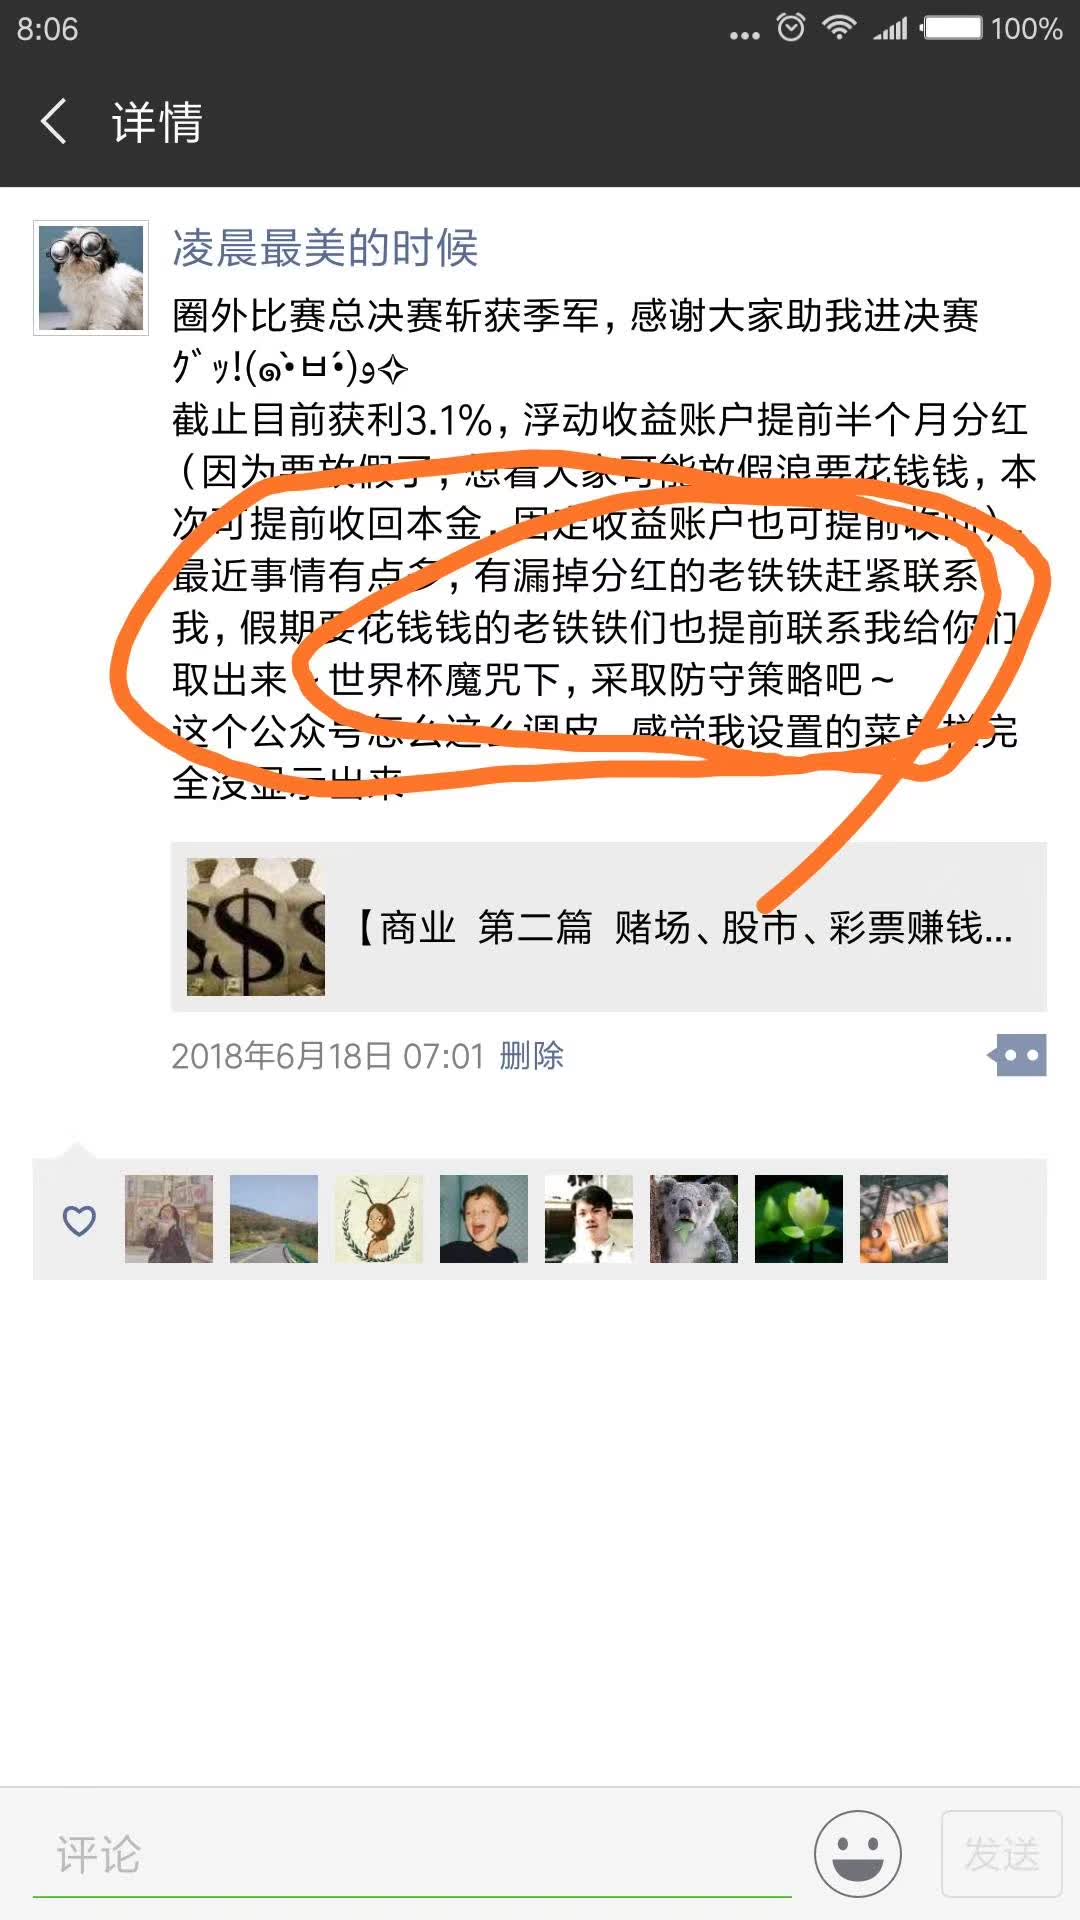 8:06
100%
详情
凌晨最美的时候
圈外比赛总决赛斩获季军，感谢大家助我进决赛
ｸﾞｯ!(๑•̀ㅂ•́)و✧
截止目前获利3.1%，浮动收益账户提前半个月分红
（因为要放假了，想着大家可能放假浪要花钱钱，本
次可提前收回本金，固定收益账户也可提前收回）。
最近事情有点多，有漏掉分红的老铁铁赶紧联系
我，假期要花钱钱的老铁铁们也提前联系我给你们
取出来~世界杯魔咒下，采取防守策略吧~
这个公众号怎么这么调皮 感觉我设置的菜单栏完
全没显示出来
【商业 第二篇 赌场、股市、彩票赚钱...
2018年6月18日 07:01 删除
评论
发送